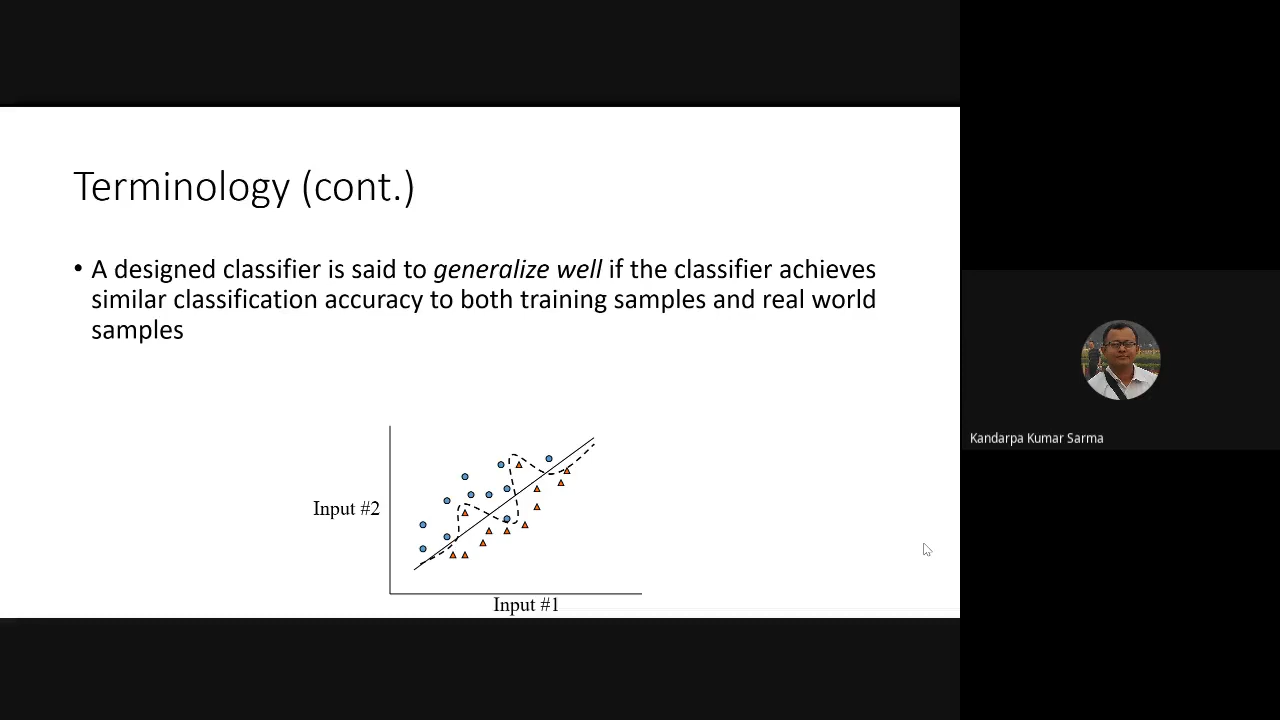 Terminology (cont.)
• A designed classifier is said to generalize well if the classifier achieves
similar classification accuracy to both training samples and real world
samples
Input #2
Input #1
Kandarpa Kumar Sarma